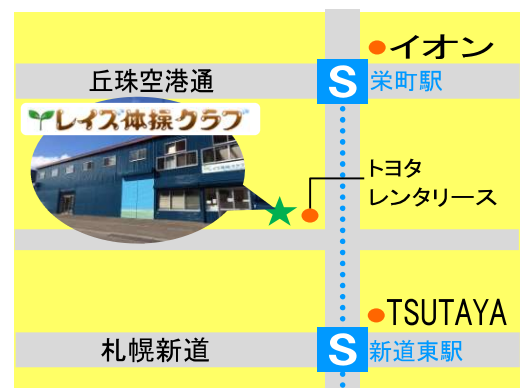 イオン
丘珠空港通
S
栄町駅
レイズ体操クラブ
トヨタ
レンタリース
TSUTAYA
札幌新道
S
新道東駅